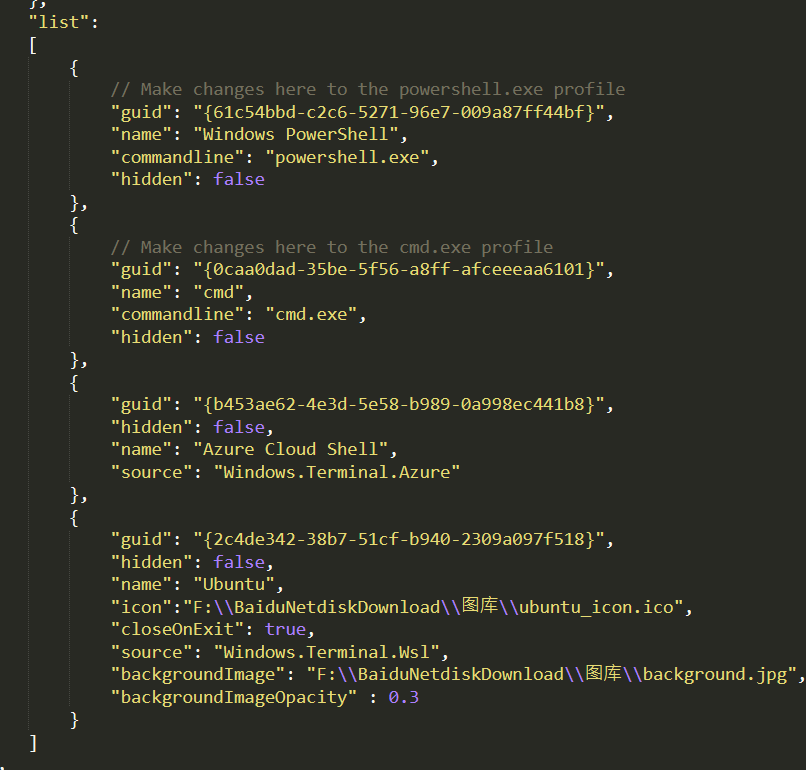 },
"list":
[
{
// Make changes here to the powershell.exe profile
"guid": "{61c54bbd-c2c6-5271-96e7-009a87ff44bf}",
"name": "Windows PowerShell",
"commandline": "powershell.exe",
"hidden": false
},
{
// Make changes here to the cmd.exe profile
"guid": "{0caa0dad-35be-5f56-a8ff-afceeeaa6101}",
"name": "cmd",
"commandline": "cmd.exe",
"hidden": false
},
{
"guid": "{b453ae62-4e3d-5e58-b989-0a998ec441b8}",
"hidden": false,
"name": "Azure Cloud Shell",
"source": "Windows.Terminal.Azure"
},
{
"guid": "{2c4de342-38b7-51cf-b940-2309a097f518}",
"hidden": false,
"name": "Ubuntu",
"icon":"F:\\BaiduNetdiskDownload\\图库\\ubuntu_icon.ico",
"closeOnExit": true,
"source": "Windows.Terminal.Wsl",
"backgroundImage": "F:\\BaiduNetdiskDownload\\图库\\background.jpg",
"backgroundImageOpacity" : 0.3
}
]